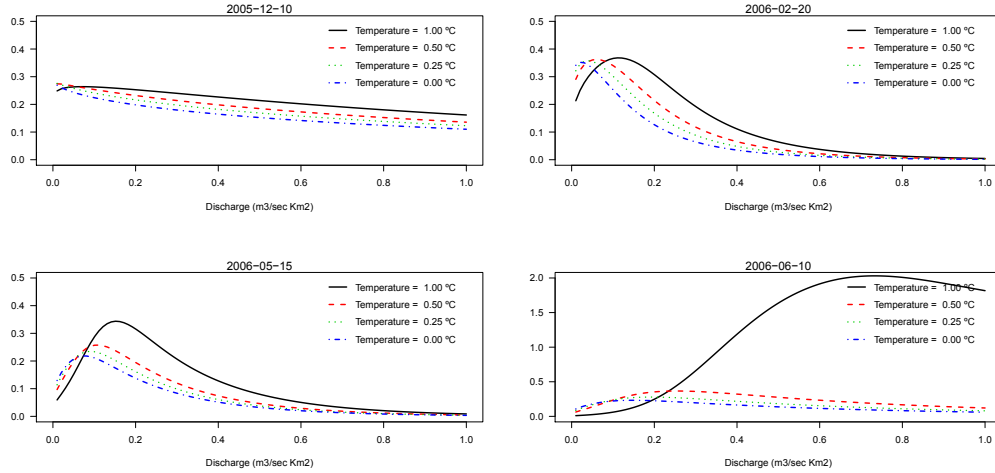 2005−12−10
0.5
0.4
0.3
0.2
0.1
0.0
Temperature = 1.00 ºC
Temperature = 0.50 ºC
Temperature = 0.25 ºC
Temperature = 0.00 ºC
0.0 0.2 0.4 0.6 0.8 1.0
Discharge (m3/sec Km2)
2006−02−20
0.5
0.4
0.3
0.2
0.1
0.0
Temperature = 1.00 ºC
Temperature = 0.50 ºC
Temperature = 0.25 ºC
Temperature = 0.00 ºC
0.0 0.2 0.4 0.6 0.8 1.0
Discharge (m3/sec Km2)
2006−05−15
0.5
0.4
0.3
0.2
0.1
0.0
Temperature = 1.00 ºC
Temperature = 0.50 ºC
Temperature = 0.25 ºC
Temperature = 0.00 ºC
0.0 0.2 0.4 0.6 0.8 1.0
Discharge (m3/sec Km2)
2006−06−10
2.0
1.5
1.0
0.5
0.0
Temperature = 1.00 ºC
Temperature = 0.50 ºC
Temperature = 0.25 ºC
Temperature = 0.00 ºC
0.0 0.2 0.4 0.6 0.8 1.0
Discharge (m3/sec Km2)